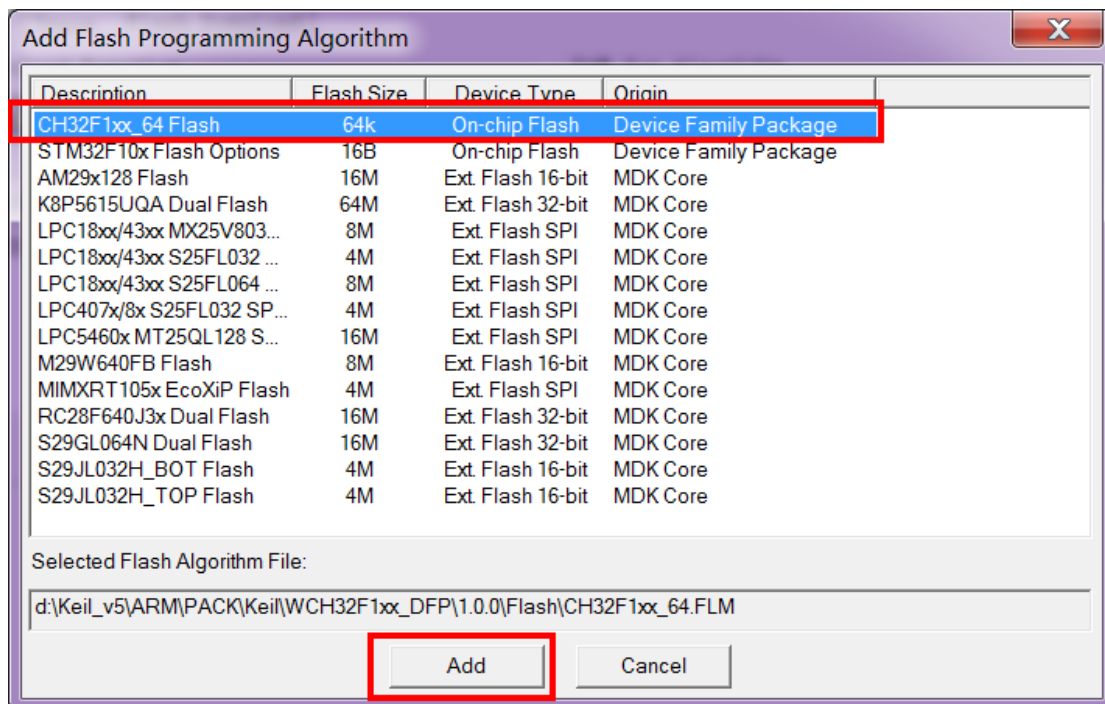 Add Flash Programming Algorithm
X
Description Flash Size Device Type Origin
CH32F1xx_64 Flash 64k On-chip Flash Device Family Package
STM32F10x Flash Options 16B On-chip Flash Device Family Package
AM29x128 Flash 16M Ext. Flash 16-bit MDK Core
K8P5615UQA Dual Flash 64M Ext. Flash 32-bit MDK Core
LPC18xx/43xx MX25V803... 8M Ext. Flash SPI MDK Core
LPC18xx/43xx S25FL032 ... 4M Ext. Flash SPI MDK Core
LPC18xx/43xx S25FL064 ... 8M Ext. Flash SPI MDK Core
LPC407x/8x S25FL032 SP... 4M Ext. Flash SPI MDK Core
LPC5460x MT25QL128 S... 16M Ext. Flash SPI MDK Core
M29W640FB Flash 8M Ext. Flash 16-bit MDK Core
MIMXRT105x EcoXiP Flash 4M Ext. Flash SPI MDK Core
RC28F640J3x Dual Flash 16M Ext. Flash 32-bit MDK Core
S29GL064N Dual Flash 16M Ext. Flash 32-bit MDK Core
S29JL032H_BOT Flash 4M Ext. Flash 16-bit MDK Core
S29JL032H_TOP Flash 4M Ext. Flash 16-bit MDK Core
Selected Flash Algorithm File:
d:\Keil_v5\ARM\PACK\Keil\WCH32F1xx_DFP\1.0.0\Flash\CH32F1xx_64.FLM
Add Cancel